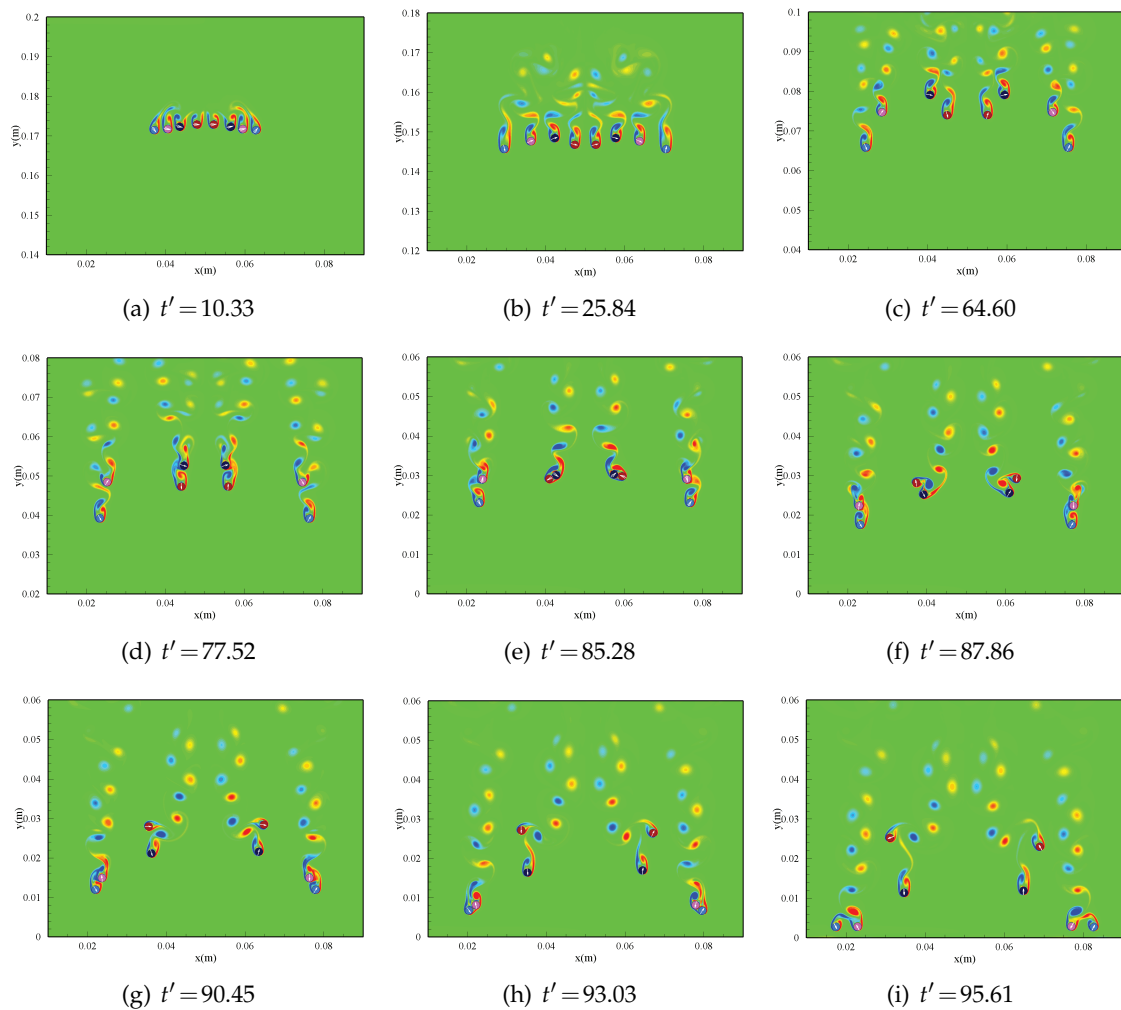 0.2
0.19
0.18
0.17
0.16
0.15
0.14
y(m)
0.02 0.04 0.06 0.08
x(m)
(a) t′=10.33
0.18
0.17
0.16
0.15
0.14
0.13
0.12
y(m)
0.02 0.04 0.06 0.08
x(m)
(b) t′=25.84
0.1
0.09
0.08
0.07
0.06
0.05
0.04
y(m)
0.02 0.04 0.06 0.08
x(m)
(c) t′=64.60
0.08
0.07
0.06
0.05
0.04
0.03
0.02
y(m)
0.02 0.04 0.06 0.08
x(m)
(d) t′=77.52
0.06
0.05
0.04
0.03
0.02
0.01
0
y(m)
0.02 0.04 0.06 0.08
x(m)
(e) t′=85.28
0.06
0.05
0.04
0.03
0.02
0.01
0
y(m)
0.02 0.04 0.06 0.08
x(m)
(f) t′=87.86
0.06
0.05
0.04
0.03
0.02
0.01
0
y(m)
0.02 0.04 0.06 0.08
x(m)
(g) t′=90.45
0.06
0.05
0.04
0.03
0.02
0.01
0
y(m)
0.02 0.04 0.06 0.08
x(m)
(h) t′=93.03
0.06
0.05
0.04
0.03
0.02
0.01
0
y(m)
0.02 0.04 0.06 0.08
x(m)
(i) t′=95.61